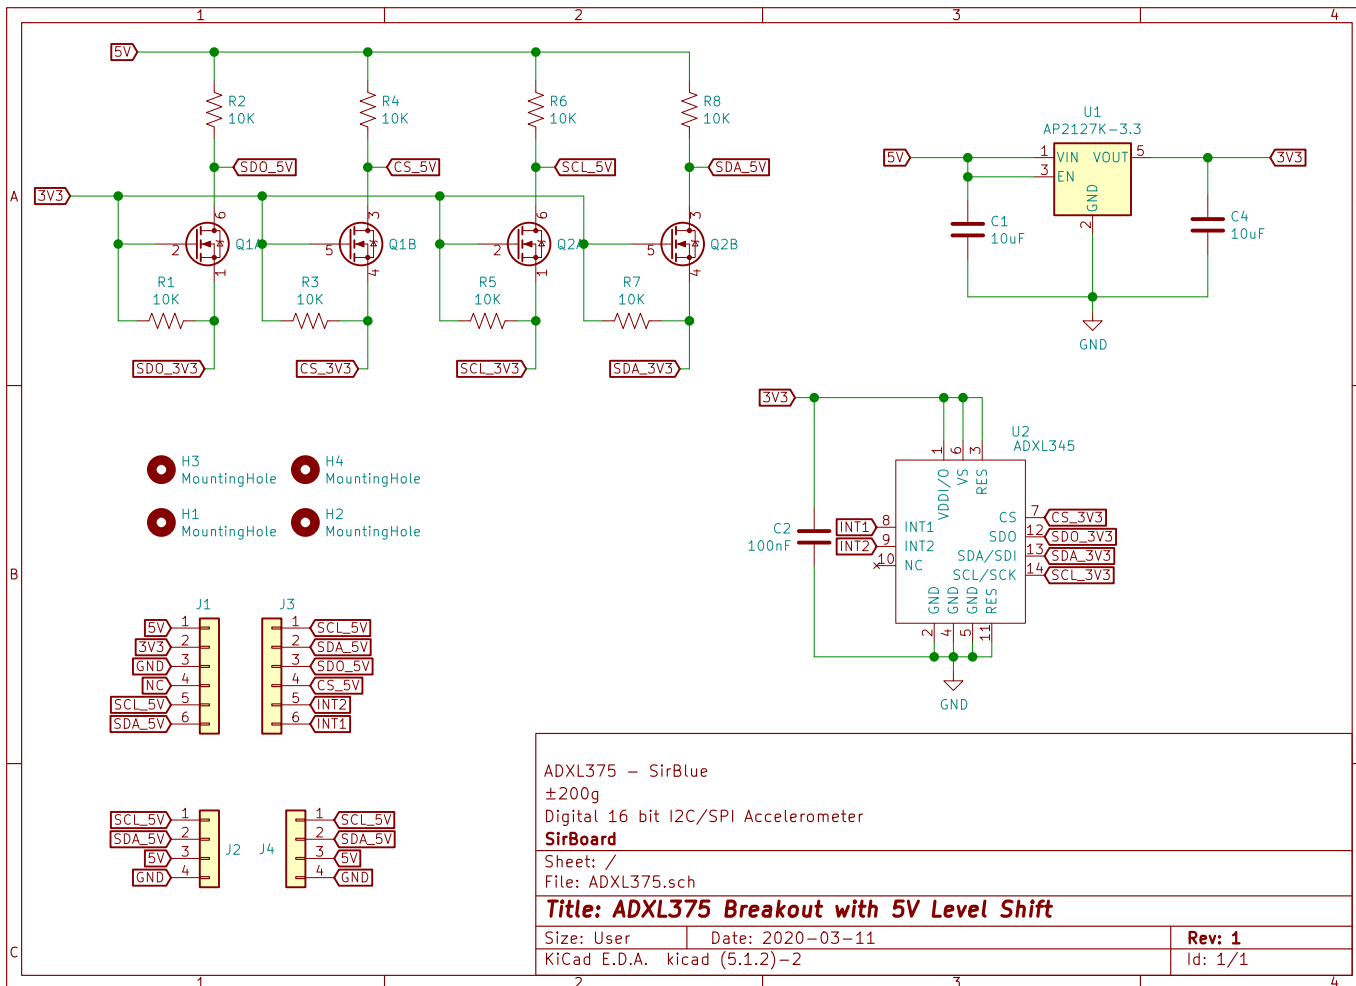 1 2 3 4
5V
R2 10K
R4 10K
R6 10K
R8 10K
SDO_5V
CS_5V
SCL_5V
SDA_5V
A
3V3
6
3
6
3
2 Q1A
5 Q1B
2 Q2A
5 Q2B
1
4
1
4
R1 10K
R3 10K
R5 10K
R7 10K
SDO_3V3
CS_3V3
SCL_3V3
SDA_3V3
U1
AP2127K-3.3
5V
1 VIN VOUT 5
3 EN
GND
2
3V3
C1 10uF
C4 10uF
GND
3V3
U2
ADXL345
1 6 3
VDDI/O VS RES
C2
100nF
INT1 8 INT1
INT2 9 INT2
10 NC
CS 7 CS_3V3
SDO 12 SDO_3V3
SDA/SDI 13 SDA_3V3
SCL/SCK 14 SCL_3V3
GND GND GND RES
2 4 5 11
GND
H3
MountingHole
H4
MountingHole
H1
MountingHole
H2
MountingHole
B
J1
5V 1
3V3 2
GND 3
NC 4
SCL_5V 5
SDA_5V 6
J3
1 SCL_5V
2 SDA_5V
3 SDO_5V
4 CS_5V
5 INT2
6 INT1
J2
SCL_5V 1
SDA_5V 2
5V 3
GND 4
J4
1 SCL_5V
2 SDA_5V
3 5V
4 GND
ADXL375 - SirBlue
±200g
Digital 16 bit I2C/SPI Accelerometer
SirBoard
Sheet: /
File: ADXL375.sch
Title: ADXL375 Breakout with 5V Level Shift
Size: User Date: 2020-03-11 Rev: 1
KiCad E.D.A. kicad (5.1.2)-2 Id: 1/1
C
1 2 3 4